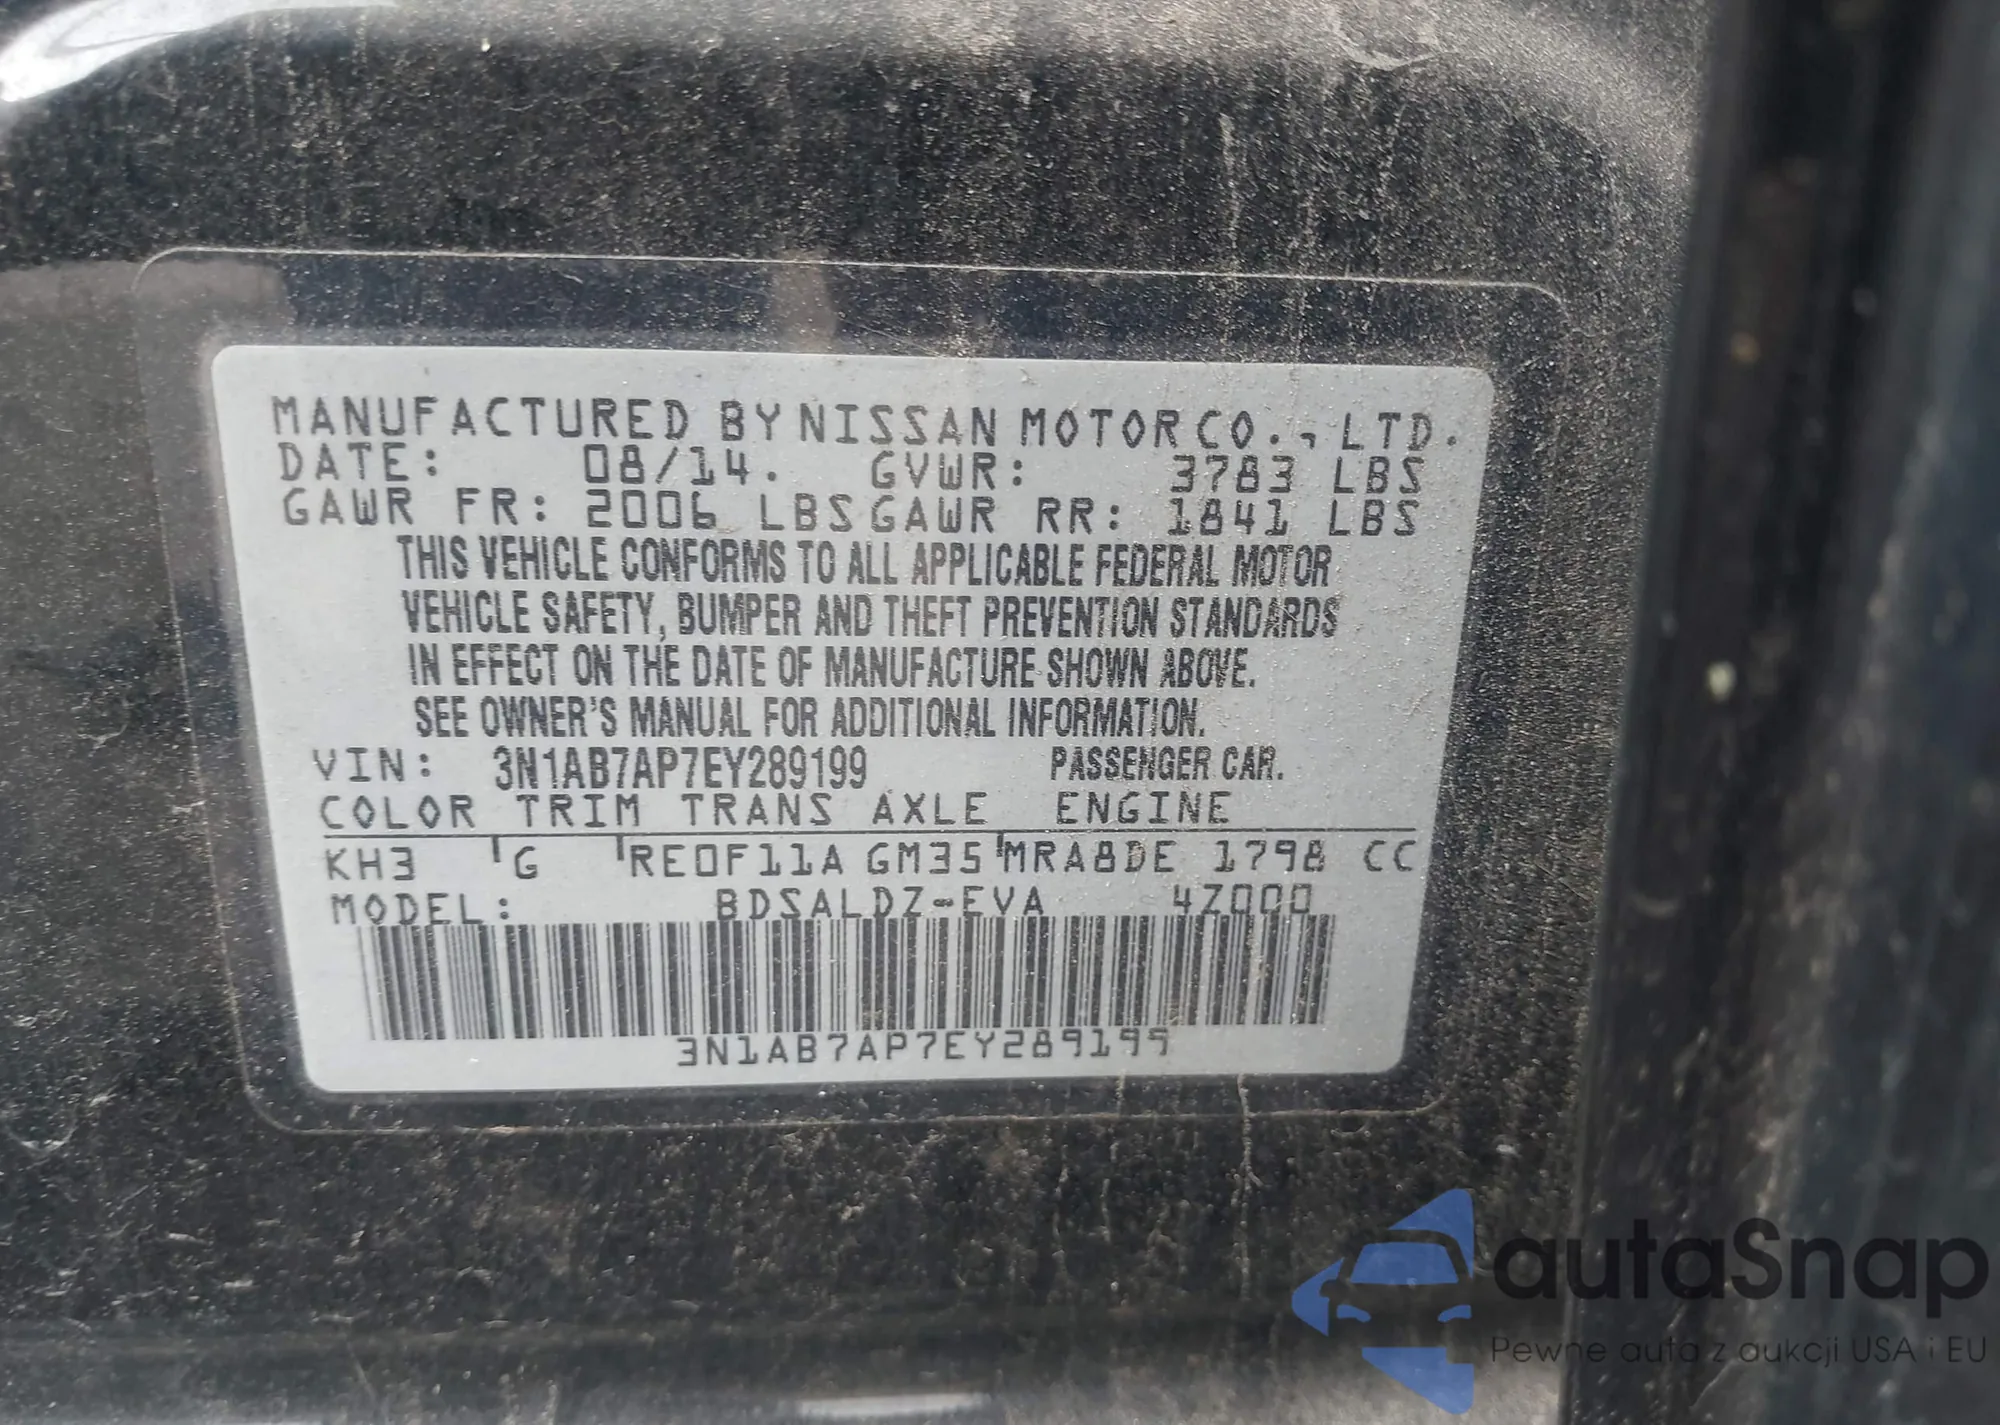 MANUFACTURED BY NISSAN MOTOR CO., LTD.
DATE: 08/14. GVWR: 3783 LBS
GAWR FR: 2006 LBS GAWR RR: 1841 LBS
THIS VEHICLE CONFORMS TO ALL APPLICABLE FEDERAL MOTOR
VEHICLE SAFETY, BUMPER AND THEFT PREVENTION STANDARDS
IN EFFECT ON THE DATE OF MANUFACTURE SHOWN ABOVE.
SEE OWNER'S MANUAL FOR ADDITIONAL INFORMATION.
VIN: 3N1AB7AP7EY289199 PASSENGER CAR.
COLOR TRIM TRANS AXLE ENGINE
KH3 G RE0F11A GM35 MRA8DE 1798 CC
MODEL: BDSALDZ-EVA 4Z000
3N1AB7AP7EY289199
autaSnap
Pewne auta z aukcji USA i EU